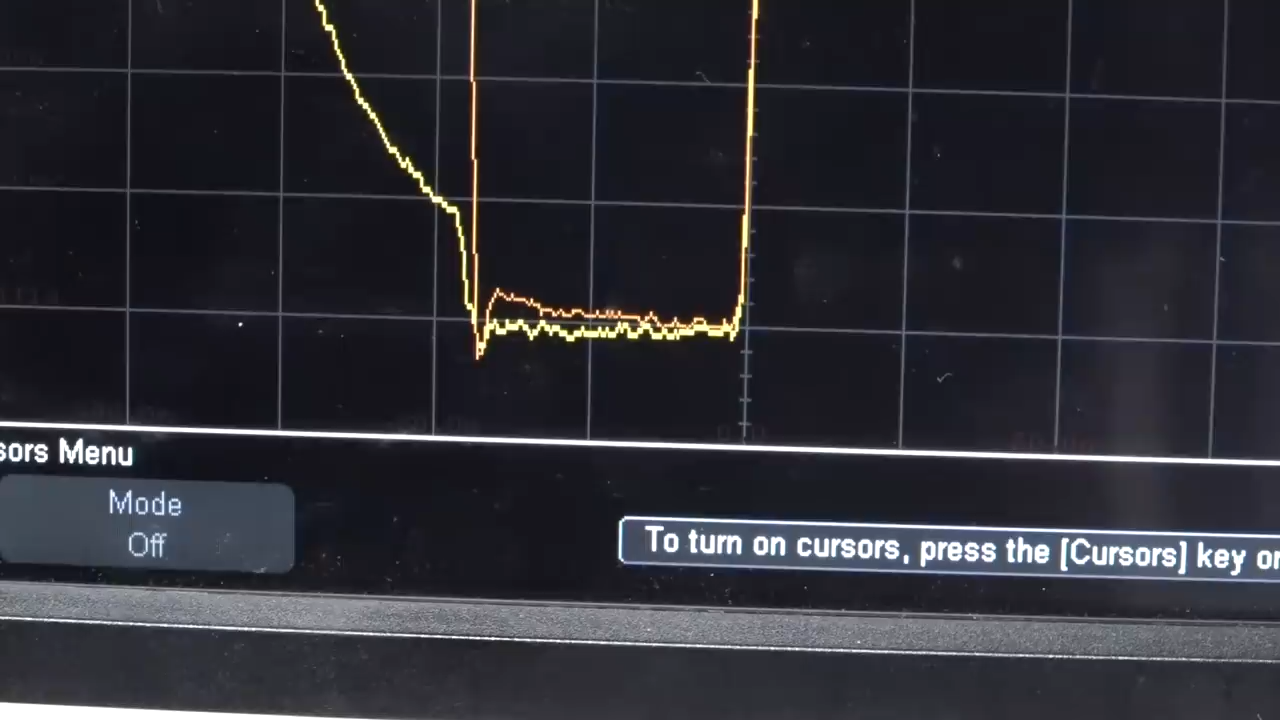 sors Menu
Mode
Off
To turn on cursors, press the [Cursors] key or